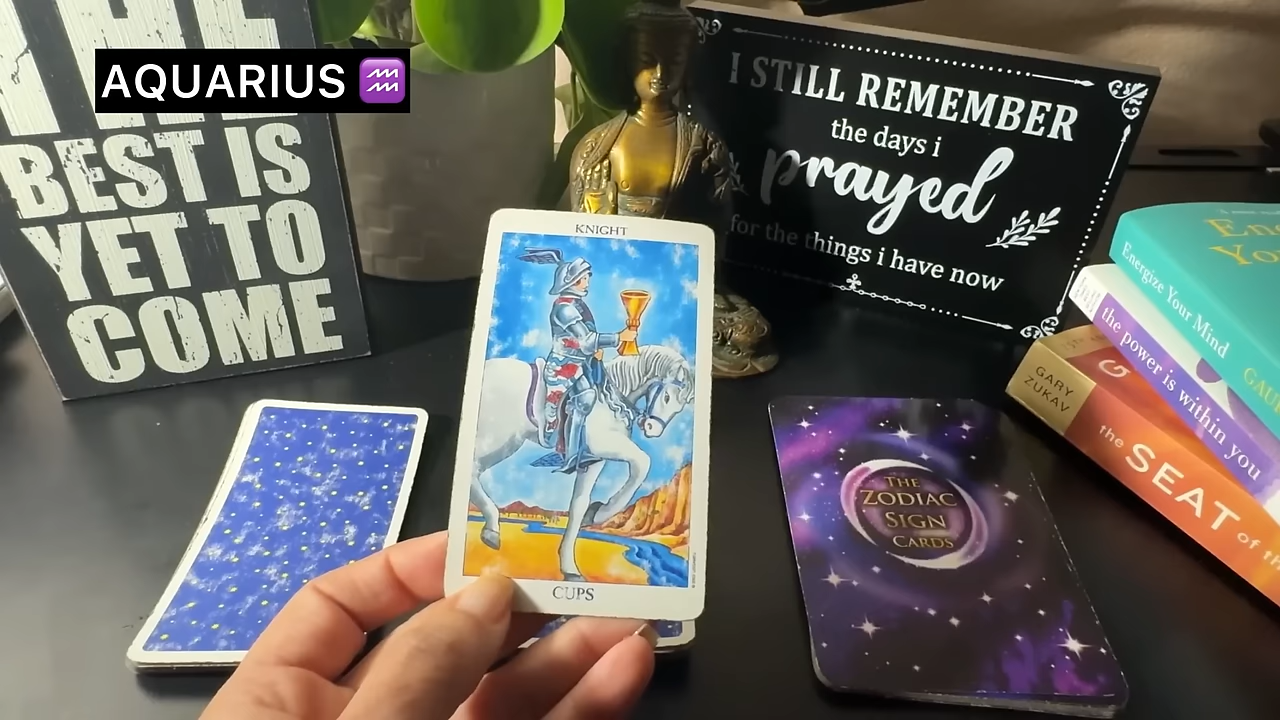 AQUARIUS ♒
BEST IS
YET TO
COME
I STILL REMEMBER
the days i
prayed
for the things i have now
KNIGHT
CUPS
THE
ZODIAC
SIGN
CARDS
Energize Your Mind
the power is within you
GARY
ZUKAV
the SEAT of